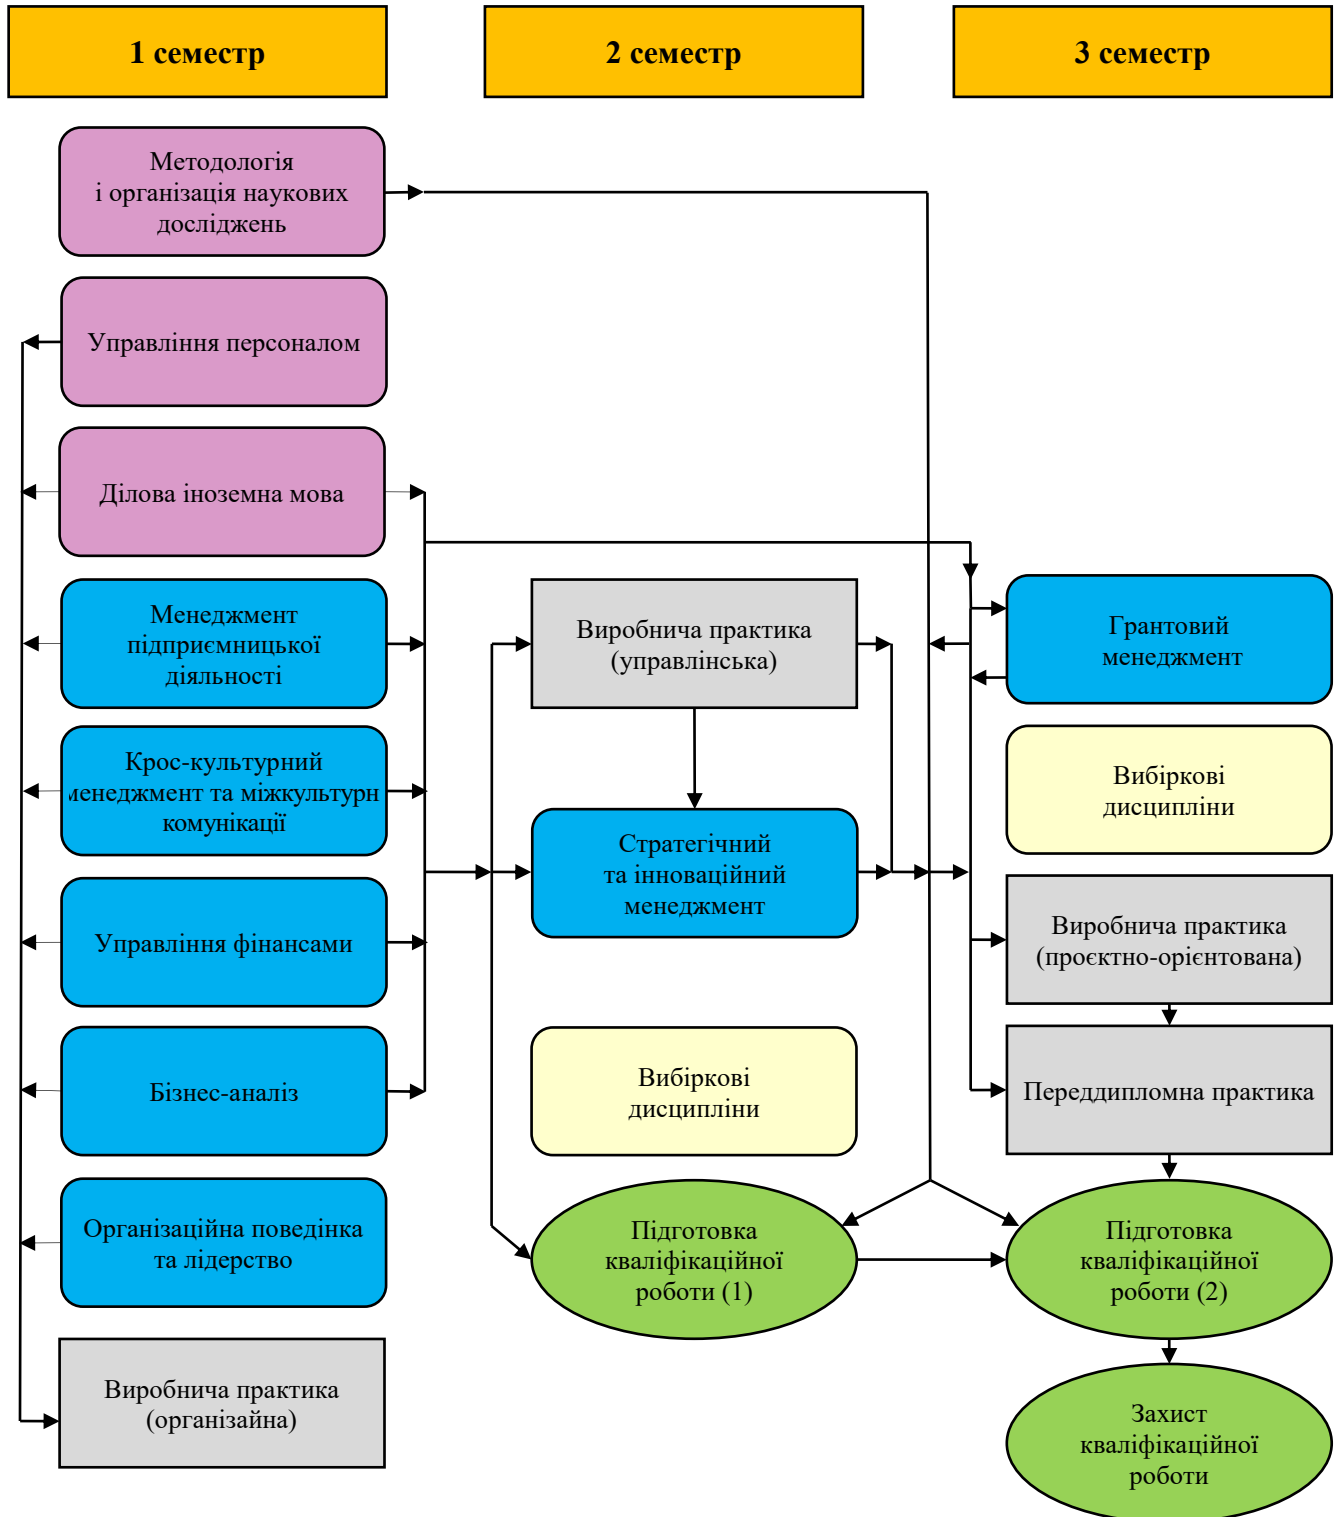 1 семестр
2 семестр
3 семестр
Методологія
і організація наукових
досліджень
Управління персоналом
Ділова іноземна мова
Менеджмент
підприємницької
діяльності
Крос-культурний
менеджмент та міжкультурн
комунікації
Управління фінансами
Бізнес-аналіз
Організаційна поведінка
та лідерство
Виробнича практика
(організайна)
Виробнича практика
(управлінська)
Стратегічний
та інноваційний
менеджмент
Вибіркові
дисципліни
Підготовка
кваліфікаційної
роботи (1)
Грантовий
менеджмент
Вибіркові
дисципліни
Виробнича практика
(проєктно-орієнтована)
Переддипломна практика
Підготовка
кваліфікаційної
роботи (2)
Захист
кваліфікаційної
роботи